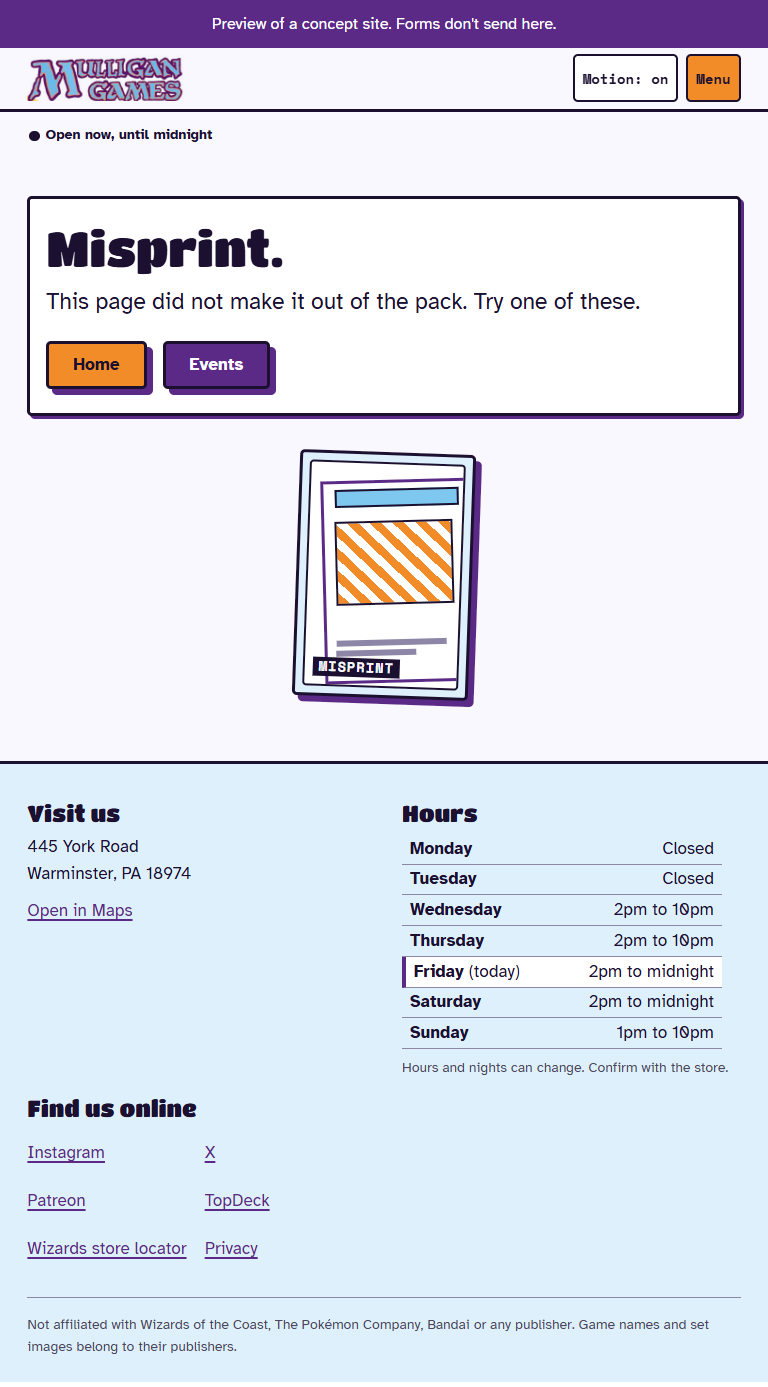 Preview of a concept site. Forms don't send here.
MULLIGAN GAMES
Motion: on
Menu
Open now, until midnight
Misprint.
This page did not make it out of the pack. Try one of these.
Home
Events
MISPRINT
Visit us
445 York Road
Warminster, PA 18974
Open in Maps
Hours
Monday Closed
Tuesday Closed
Wednesday 2pm to 10pm
Thursday 2pm to 10pm
Friday (today) 2pm to midnight
Saturday 2pm to midnight
Sunday 1pm to 10pm
Hours and nights can change. Confirm with the store.
Find us online
Instagram X
Patreon TopDeck
Wizards store locator Privacy
Not affiliated with Wizards of the Coast, The Pokémon Company, Bandai or any publisher. Game names and set
images belong to their publishers.